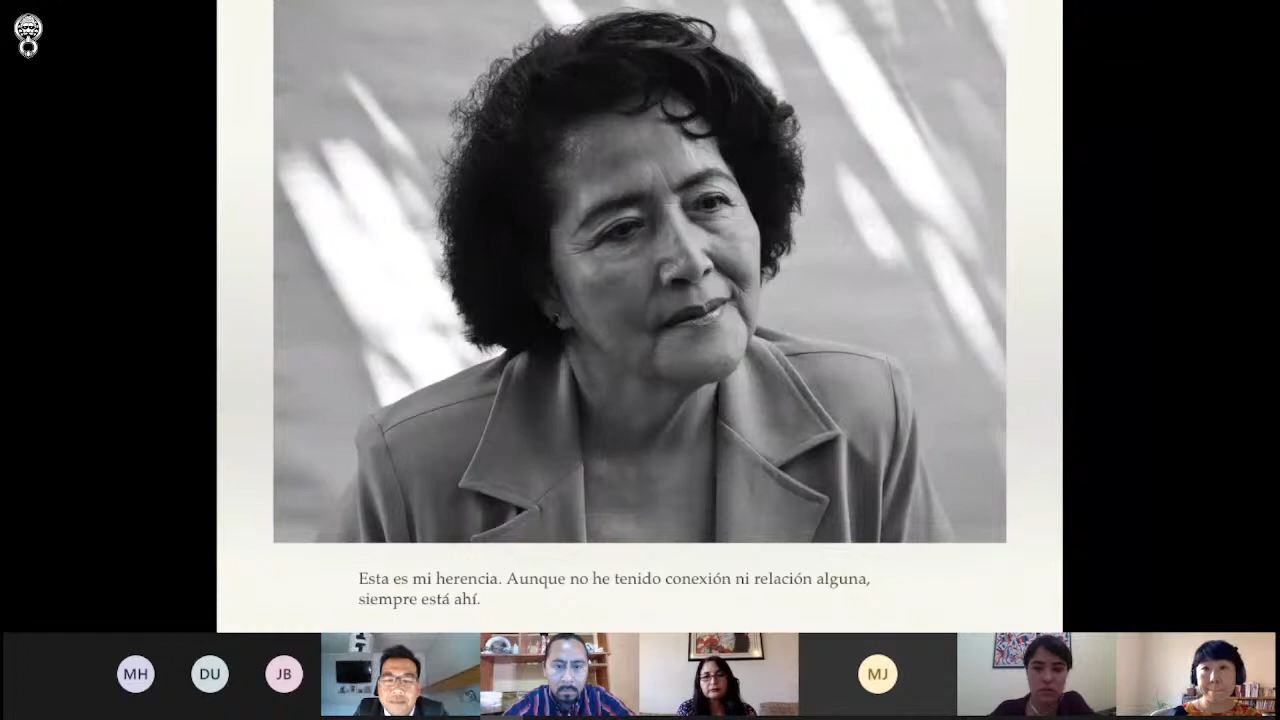 Esta es mi herencia. Aunque no he tenido conexión ni relación alguna,
siempre está ahí.
MH
DU
JB
MJ